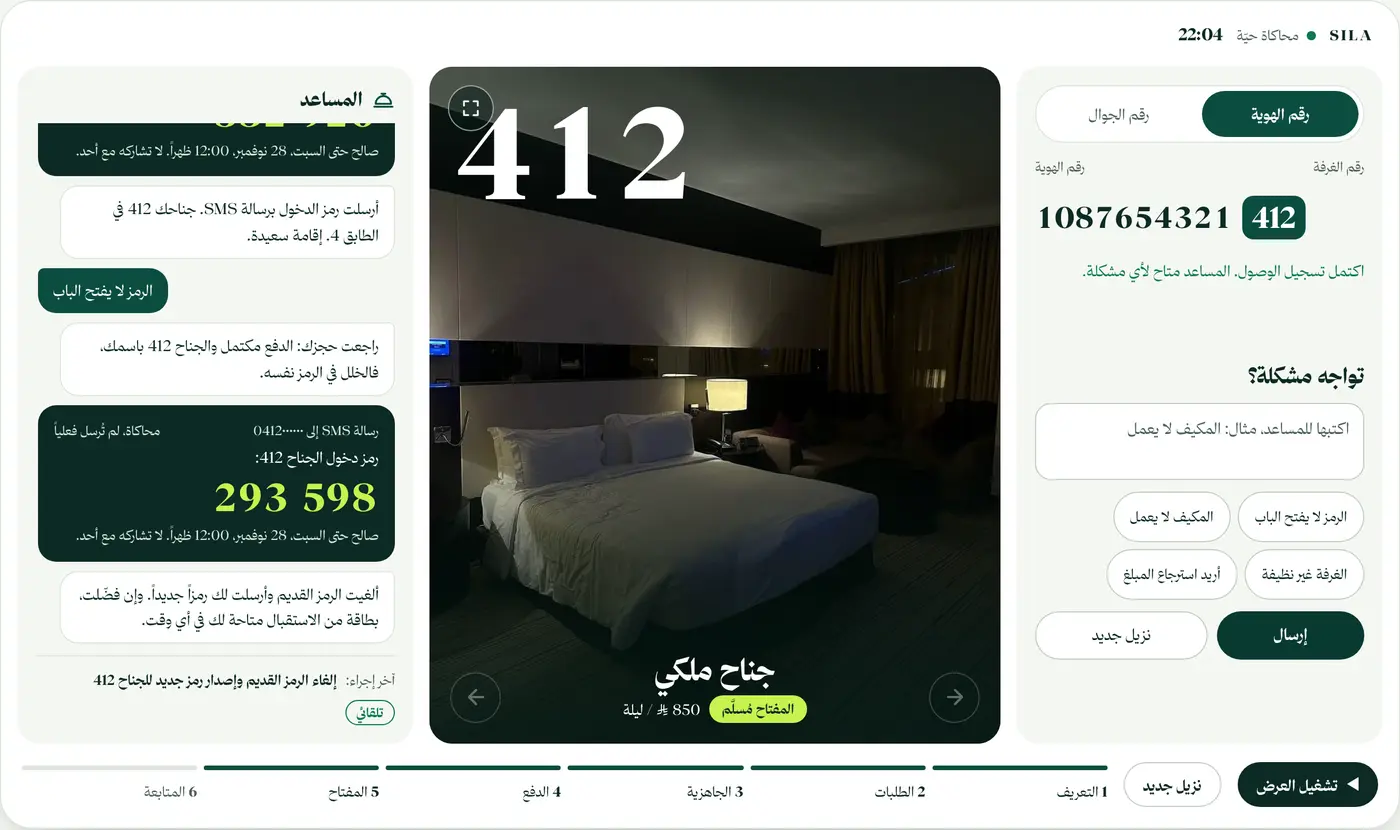 SILA محاكاة حيّة 22:04
رقم الهوية
رقم الجوال
رقم الغرفة
رقم الهوية
412
1087654321
اكتمل تسجيل الوصول. المساعد متاح لأي مشكلة.
تواجه مشكلة؟
اكتبها للمساعد، مثال: المكيف لا يعمل
الرمز لا يفتح الباب
المكيف لا يعمل
الغرفة غير نظيفة
أريد استرجاع المبلغ
إرسال
نزيل جديد
412
جناح ملكي
المفتاح مُسلَّم
850 / ليلة
المساعد
صالح حتى السبت، 28 نوفمبر، 12:00 ظهراً. لا تشاركه مع أحد.
أرسلت رمز الدخول برسالة SMS. جناحك 412 في
الطابق 4. إقامة سعيدة.
الرمز لا يفتح الباب
راجعت حجزك: الدفع مكتمل والجناح 412 باسمك،
فالخلل في الرمز نفسه.
رسالة SMS إلى ••••••0412
محاكاة، لم تُرسل فعلياً
رمز دخول الجناح 412:
293 598
صالح حتى السبت، 28 نوفمبر، 12:00 ظهراً. لا تشاركه مع أحد.
ألغيت الرمز القديم وأرسلت لك رمزاً جديداً. وإن فضّلت،
بطاقة من الاستقبال متاحة لك في أي وقت.
آخر إجراء: إلغاء الرمز القديم وإصدار رمز جديد للجناح 412
تلقائي
تشغيل العرض
نزيل جديد
1 التعريف
2 الطلبات
3 الجاهزية
4 الدفع
5 المفتاح
6 المتابعة